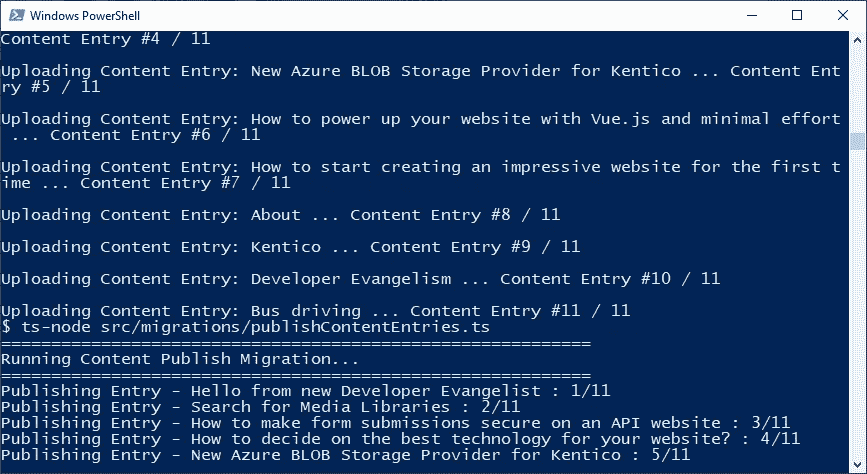 Windows PowerShell
Content Entry #4 / 11
Uploading Content Entry: New Azure BLOB Storage Provider for Kentico ... Content Ent
ry #5 / 11
Uploading Content Entry: How to power up your website with Vue.js and minimal effort
... Content Entry #6 / 11
Uploading Content Entry: How to start creating an impressive website for the first t
ime ... Content Entry #7 / 11
Uploading Content Entry: About ... Content Entry #8 / 11
Uploading Content Entry: Kentico ... Content Entry #9 / 11
Uploading Content Entry: Developer Evangelism ... Content Entry #10 / 11
Uploading Content Entry: Bus driving ... Content Entry #11 / 11
$ ts-node src/migrations/publishContentEntries.ts
===========================================================
Running Content Publish Migration...
===========================================================
Publishing Entry - Hello from new Developer Evangelist : 1/11
Publishing Entry - Search for Media Libraries : 2/11
Publishing Entry - How to make form submissions secure on an API website : 3/11
Publishing Entry - How to decide on the best technology for your website? : 4/11
Publishing Entry - New Azure BLOB Storage Provider for Kentico : 5/11